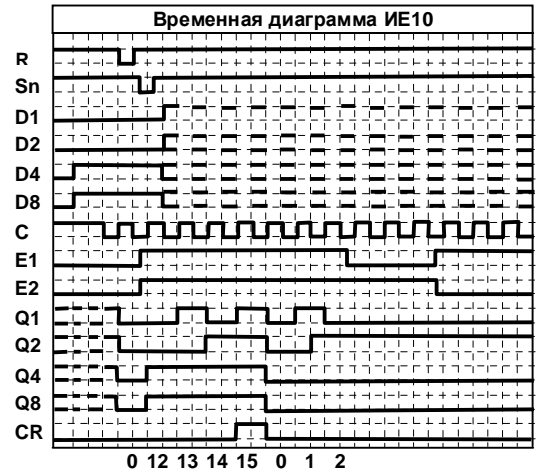 Временная диаграмма ИЕ10
R
Sn
D1
D2
D4
D8
C
E1
E2
Q1
Q2
Q4
Q8
CR
0 12 13 14 15 0 1 2